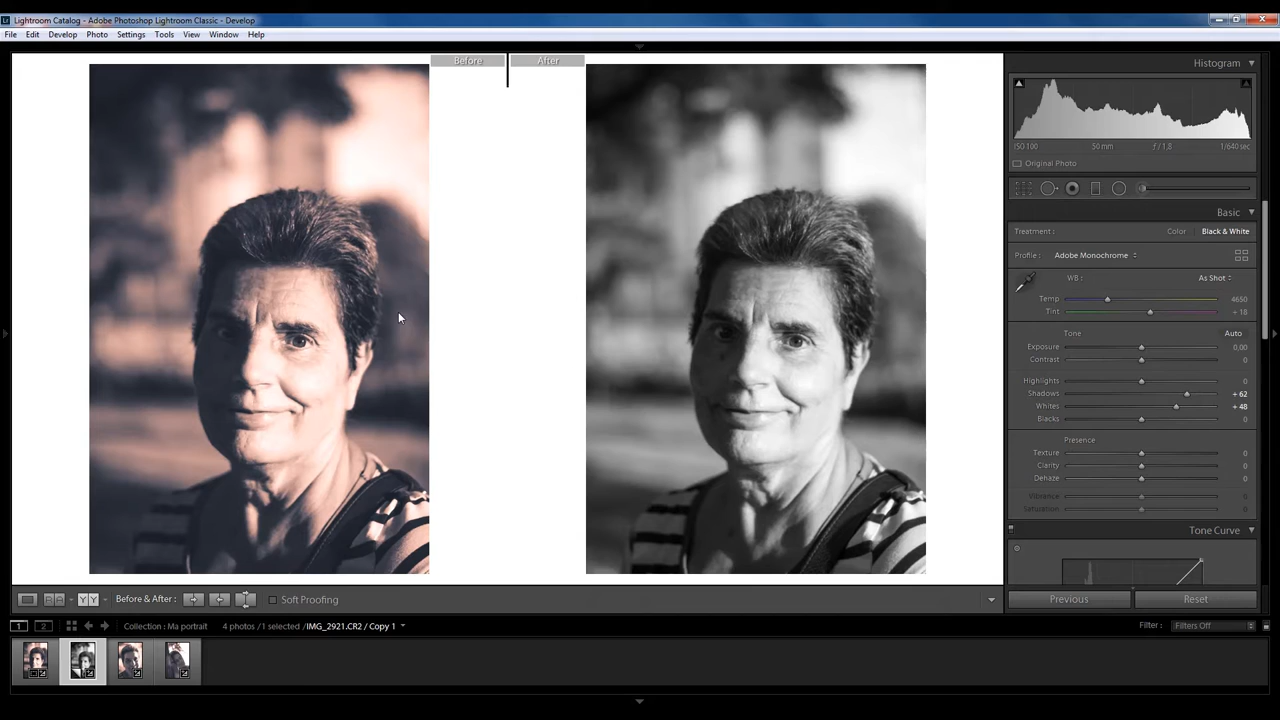 Lightroom Catalog - Adobe Photoshop Lightroom Classic - Develop
File Edit Develop Photo Settings Tools View Window Help
Before After
Histogram
ISO 100 50 mm ƒ / 1,8 1/640 sec
Original Photo
Basic
Treatment : Color Black & White
Profile : Adobe Monochrome
WB : As Shot
Temp 4650
Tint + 18
Tone Auto
Exposure 0,00
Contrast 0
Highlights 0
Shadows + 62
Whites + 48
Blacks 0
Presence
Texture 0
Clarity 0
Dehaze 0
Vibrance 0
Saturation 0
Tone Curve
Previous Reset
Before & After : Soft Proofing
1 2 Collection : Ma portrait 4 photos / 1 selected / IMG_2921.CR2 / Copy 1 Filter : Filters Off